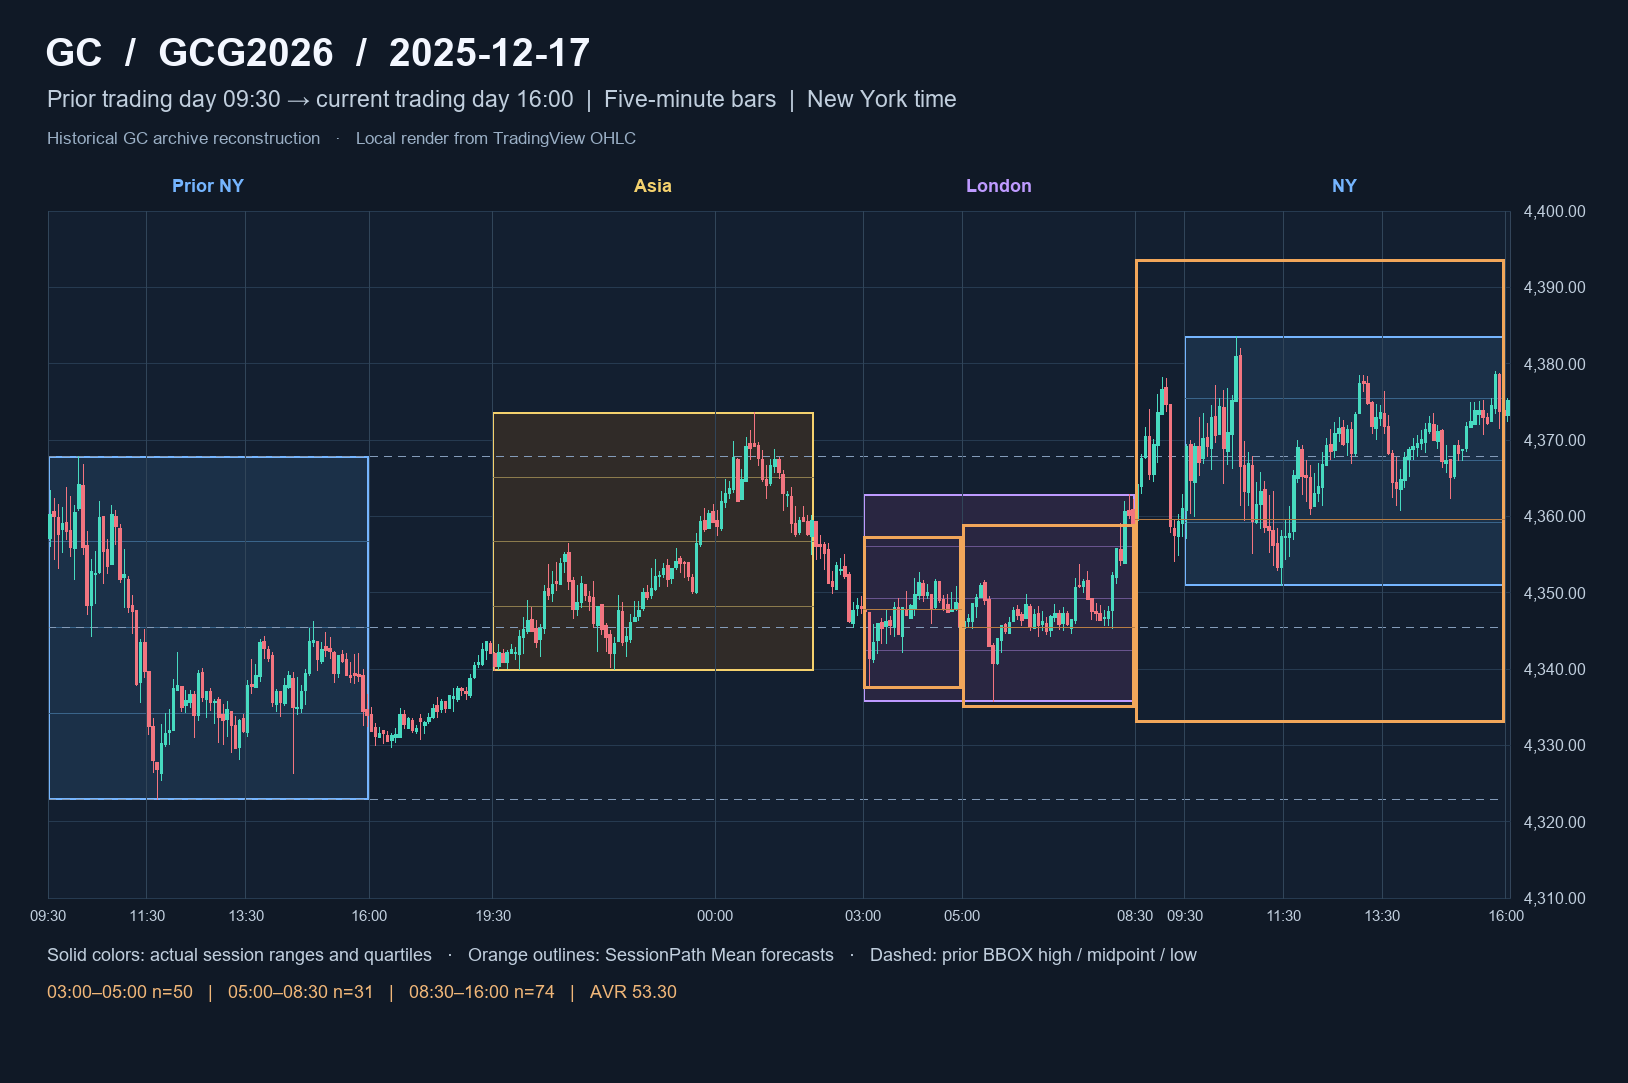 GC / GCG2026 / 2025-12-17
Prior trading day 09:30 → current trading day 16:00 | Five-minute bars | New York time
Historical GC archive reconstruction · Local render from TradingView OHLC
Prior NY Asia London NY
4,400.00
4,390.00
4,380.00
4,370.00
4,360.00
4,350.00
4,340.00
4,330.00
4,320.00
4,310.00
09:30 11:30 13:30 16:00 19:30 00:00 03:00 05:00 08:30 09:30 11:30 13:30 16:00
Solid colors: actual session ranges and quartiles · Orange outlines: SessionPath Mean forecasts · Dashed: prior BBOX high / midpoint / low
03:00–05:00 n=50 | 05:00–08:30 n=31 | 08:30–16:00 n=74 | AVR 53.30